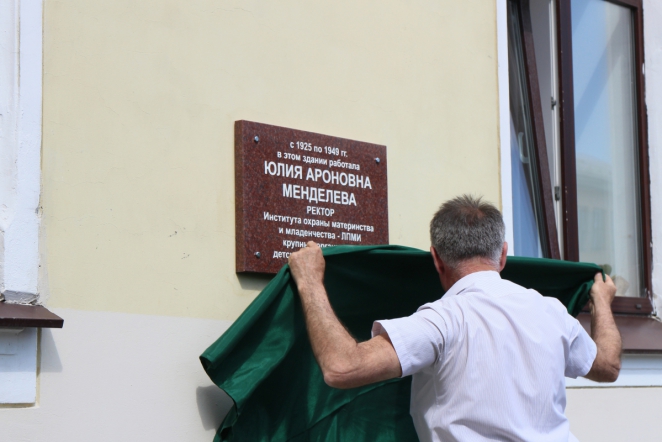 с 1925 по 1949 гг.
в этом здании работала
ЮЛИЯ АРОНОВНА
МЕНДЕЛЕВА
РЕКТОР
Института охраны материнства
и младенчества - ЛПМИ